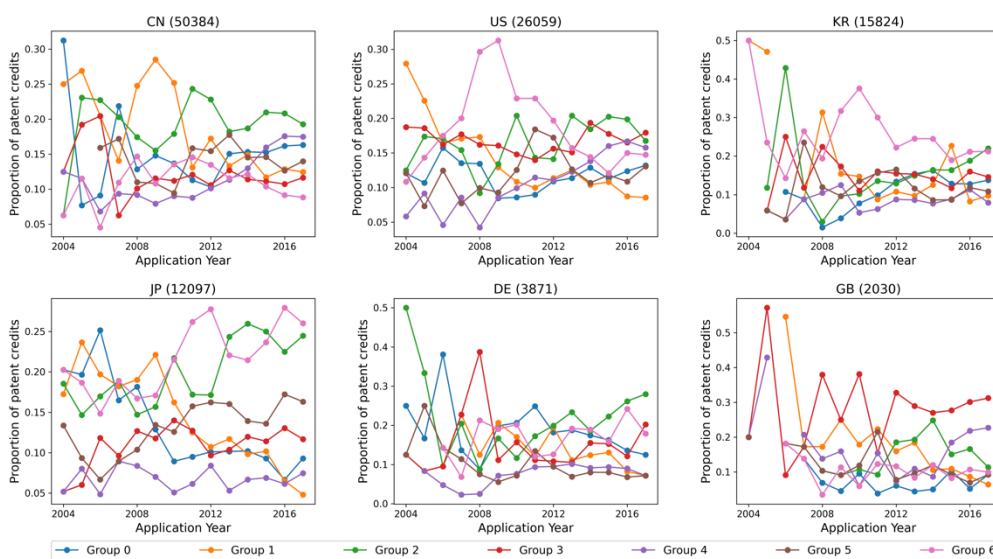 CN (50384)
US (26059)
KR (15824)
Proportion of patent credits
0.30
0.25
0.20
0.15
0.10
0.05
2004 2008 2012 2016
Application Year
Proportion of patent credits
0.30
0.25
0.20
0.15
0.10
0.05
2004 2008 2012 2016
Application Year
Proportion of patent credits
0.5
0.4
0.3
0.2
0.1
0.0
2004 2008 2012 2016
Application Year
JP (12097)
DE (3871)
GB (2030)
Proportion of patent credits
0.25
0.20
0.15
0.10
0.05
2004 2008 2012 2016
Application Year
Proportion of patent credits
0.5
0.4
0.3
0.2
0.1
0.0
2004 2008 2012 2016
Application Year
Proportion of patent credits
0.5
0.4
0.3
0.2
0.1
2004 2008 2012 2016
Application Year
Group 0 Group 1 Group 2 Group 3 Group 4 Group 5 Group 6